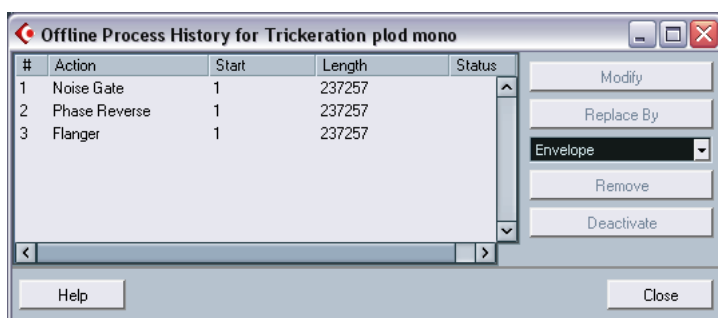 Offline Process History for Trickeration plod mono
# Action Start Length Status
1 Noise Gate 1 237257
2 Phase Reverse 1 237257
3 Flanger 1 237257
Modify
Replace By
Envelope
Remove
Deactivate
Help
Close